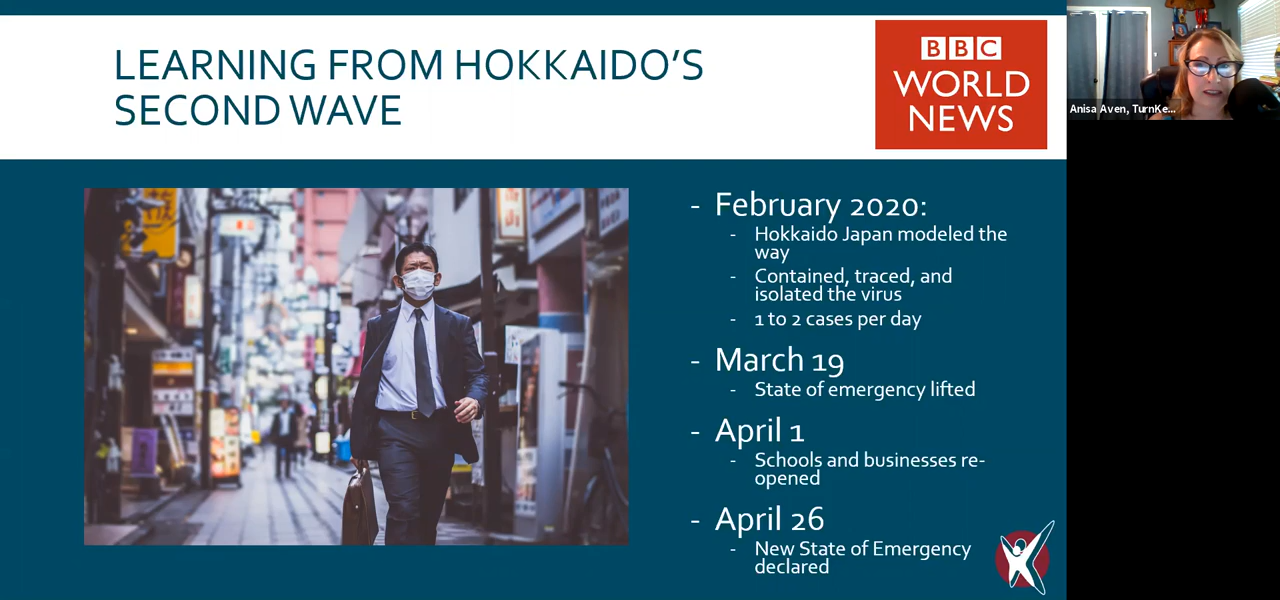 LEARNING FROM HOKKAIDO'S
SECOND WAVE
BBC
WORLD
NEWS
Anisa Aven, TurnKe...
- February 2020:
- Hokkaido Japan modeled the
way
- Contained, traced, and
isolated the virus
- 1 to 2 cases per day
- March 19
- State of emergency lifted
- April 1
- Schools and businesses re-
opened
- April 26
- New State of Emergency
declared